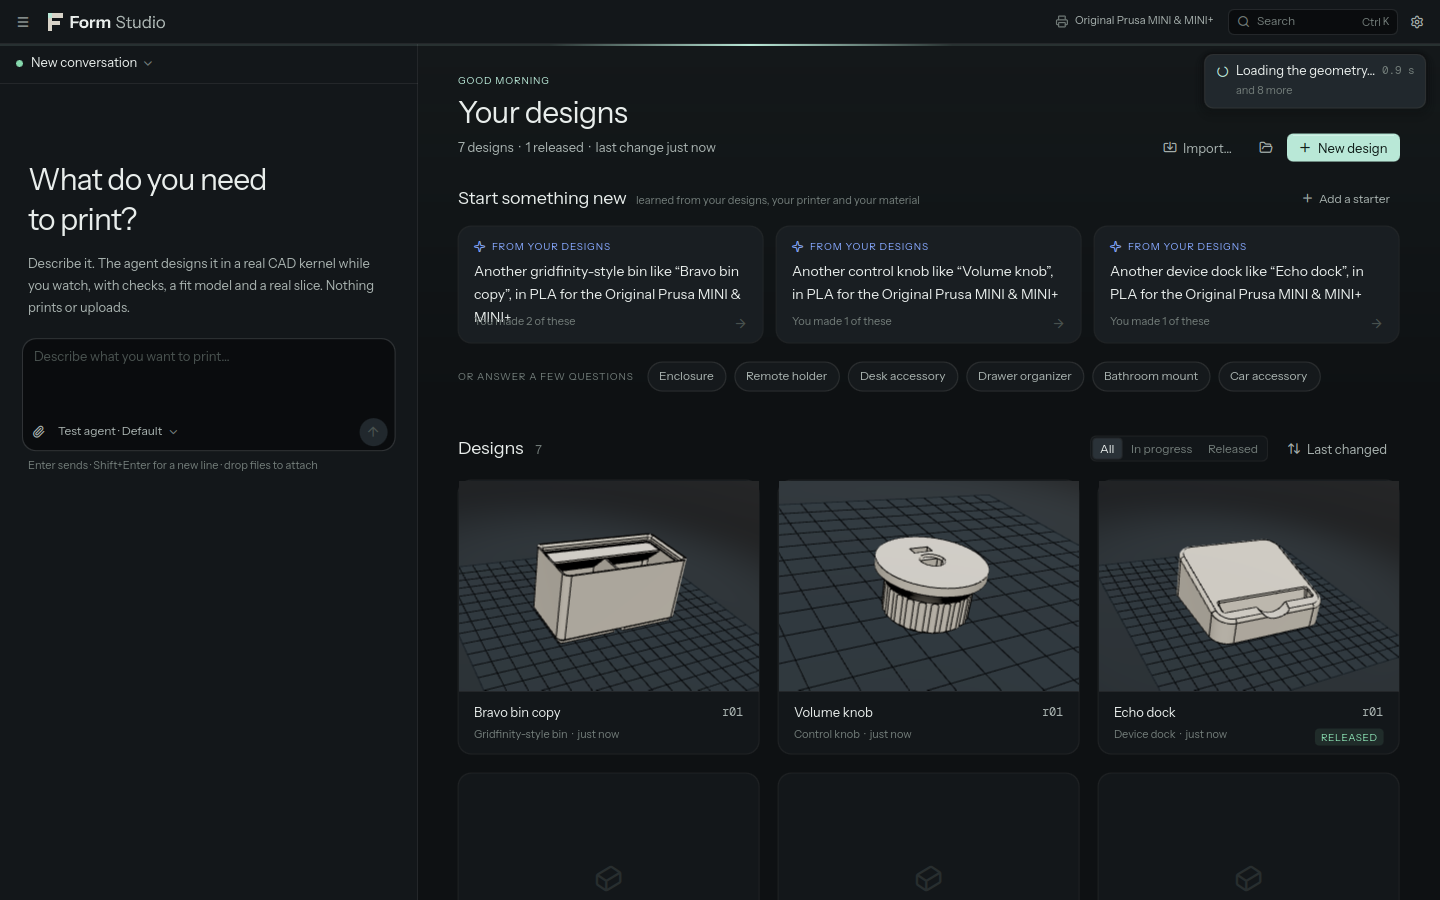 Form Studio
Original Prusa MINI & MINI+
Search
Ctrl K
New conversation
Loading the geometry... 0.9 s
and 8 more
GOOD MORNING
Your designs
7 designs · 1 released · last change just now
Import...
New design
What do you need
to print?
Describe it. The agent designs it in a real CAD kernel while
you watch, with checks, a fit model and a real slice. Nothing
prints or uploads.
Describe what you want to print...
Test agent · Default
Enter sends · Shift+Enter for a new line · drop files to attach
Start something new
learned from your designs, your printer and your material
Add a starter
FROM YOUR DESIGNS
Another gridfinity-style bin like “Bravo bin
copy”, in PLA for the Original Prusa MINI &
MINI+
You made 2 of these
FROM YOUR DESIGNS
Another control knob like “Volume knob”,
in PLA for the Original Prusa MINI & MINI+
You made 1 of these
FROM YOUR DESIGNS
Another device dock like “Echo dock”, in
PLA for the Original Prusa MINI & MINI+
You made 1 of these
OR ANSWER A FEW QUESTIONS
Enclosure
Remote holder
Desk accessory
Drawer organizer
Bathroom mount
Car accessory
Designs 7
All
In progress
Released
Last changed
Bravo bin copy
r01
Gridfinity-style bin · just now
Volume knob
r01
Control knob · just now
Echo dock
r01
Device dock · just now
RELEASED